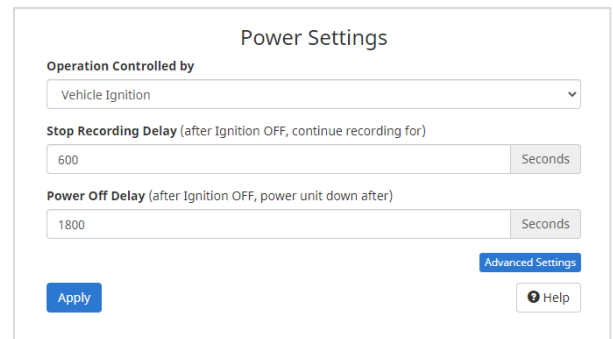 Power Settings
Operation Controlled by
Vehicle Ignition
Stop Recording Delay (after Ignition OFF, continue recording for)
600 Seconds
Power Off Delay (after Ignition OFF, power unit down after)
1800 Seconds
Advanced Settings
Apply Help